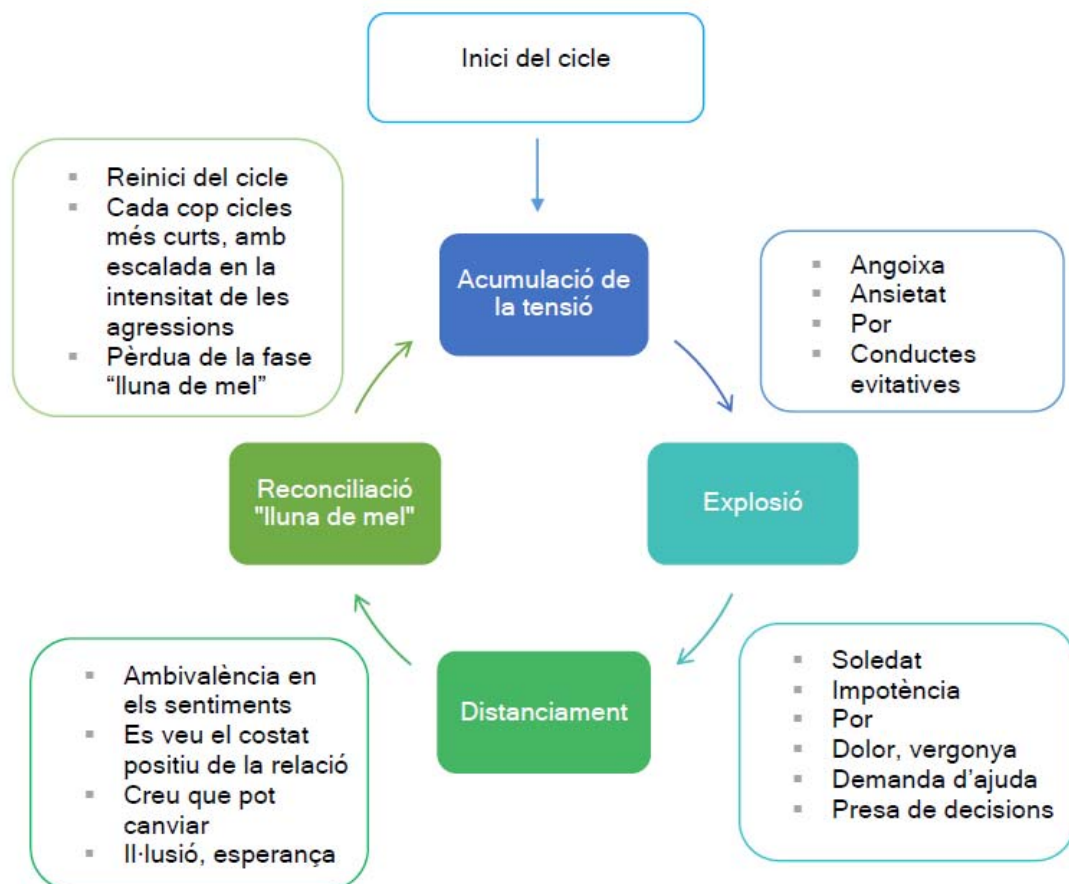 Inici del cicle
▪ Reinici del cicle
▪ Cada cop cicles
més curts, amb
escalada en la
intensitat de les
agressions
▪ Pèrdua de la fase
“lluna de mel”
Acumulació de
la tensió
▪ Angoixa
▪ Ansietat
▪ Por
▪ Conductes
evitatives
Reconciliació
"lluna de mel"
Explosió
▪ Ambivalència en
els sentiments
▪ Es veu el costat
positiu de la relació
▪ Creu que pot
canviar
▪ Il·lusió, esperança
Distanciament
▪ Soledat
▪ Impotència
▪ Por
▪ Dolor, vergonya
▪ Demanda d’ajuda
▪ Presa de decisions